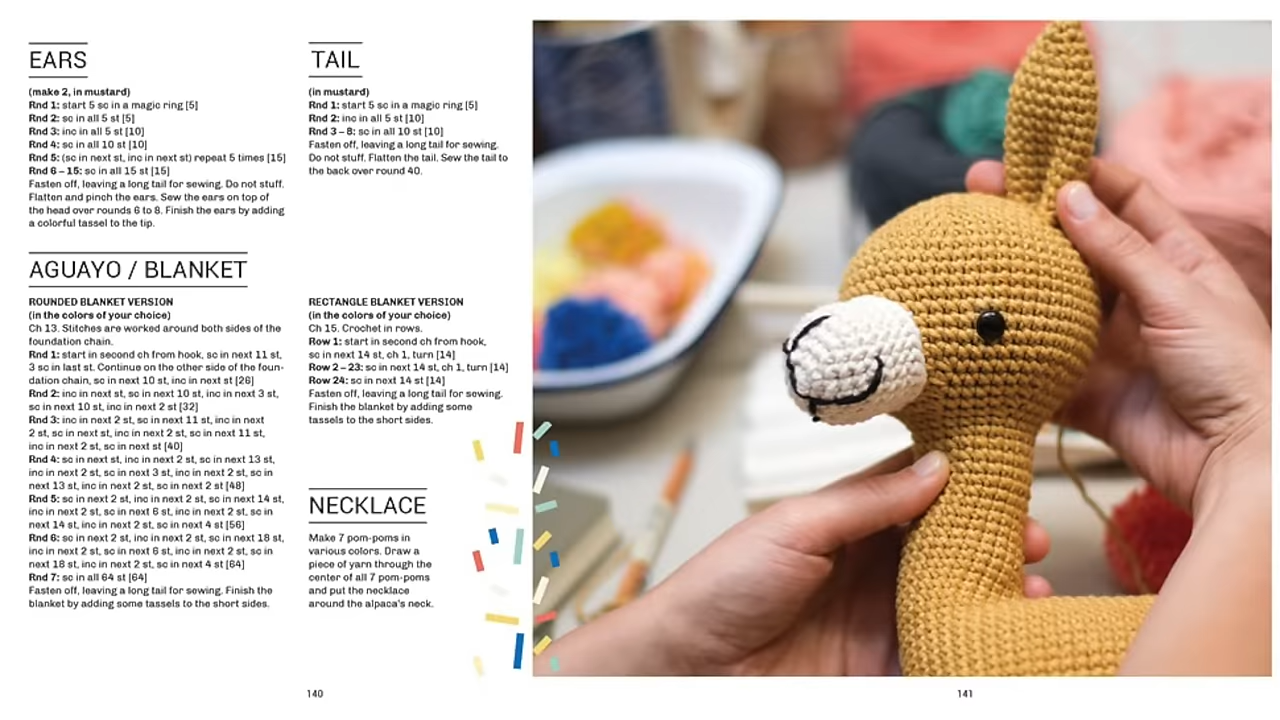 EARS
(make 2, in mustard)
Rnd 1: start 5 sc in a magic ring [5]
Rnd 2: sc in all 5 st [5]
Rnd 3: inc in all 5 st [10]
Rnd 4: sc in all 10 st [10]
Rnd 5: (sc in next st, inc in next st) repeat 5 times [15]
Rnd 6 – 15: sc in all 15 st [15]
Fasten off, leaving a long tail for sewing. Do not stuff.
Flatten and pinch the ears. Sew the ears on top of
the head over rounds 6 to 8. Finish the ears by adding
a colorful tassel to the tip.
TAIL
(in mustard)
Rnd 1: start 5 sc in a magic ring [5]
Rnd 2: inc in all 5 st [10]
Rnd 3 – 8: sc in all 10 st [10]
Fasten off, leaving a long tail for sewing.
Do not stuff. Flatten the tail. Sew the tail to
the back over round 40.
AGUAYO / BLANKET
ROUNDED BLANKET VERSION
(in the colors of your choice)
Ch 13. Stitches are worked around both sides of the
foundation chain.
Rnd 1: start in second ch from hook, sc in next 11 st,
3 sc in last st. Continue on the other side of the foun-
dation chain, sc in next 10 st, inc in next st [26]
Rnd 2: inc in next st, sc in next 10 st, inc in next 3 st,
sc in next 10 st, inc in next 2 st [32]
Rnd 3: inc in next 2 st, sc in next 11 st, inc in next
2 st, sc in next st, inc in next 2 st, sc in next 11 st,
inc in next 2 st, sc in next st [40]
Rnd 4: sc in next st, inc in next 2 st, sc in next 13 st,
inc in next 2 st, sc in next 3 st, inc in next 2 st, sc in
next 13 st, inc in next 2 st, sc in next 2 st [48]
Rnd 5: sc in next 2 st, inc in next 2 st, sc in next 14 st,
inc in next 2 st, sc in next 6 st, inc in next 2 st, sc in
next 14 st, inc in next 2 st, sc in next 4 st [56]
Rnd 6: sc in next 2 st, inc in next 2 st, sc in next 18 st,
inc in next 2 st, sc in next 6 st, inc in next 2 st, sc in
next 18 st, inc in next 2 st, sc in next 4 st [64]
Rnd 7: sc in all 64 st [64]
Fasten off, leaving a long tail for sewing. Finish the
blanket by adding some tassels to the short sides.
RECTANGLE BLANKET VERSION
(in the colors of your choice)
Ch 15. Crochet in rows.
Row 1: start in second ch from hook,
sc in next 14 st, ch 1, turn [14]
Row 2 – 23: sc in next 14 st, ch 1, turn [14]
Row 24: sc in next 14 st [14]
Fasten off, leaving a long tail for sewing.
Finish the blanket by adding some
tassels to the short sides.
NECKLACE
Make 7 pom-poms in
various colors. Draw a
piece of yarn through the
center of all 7 pom-poms
and put the necklace
around the alpaca's neck.
140
141